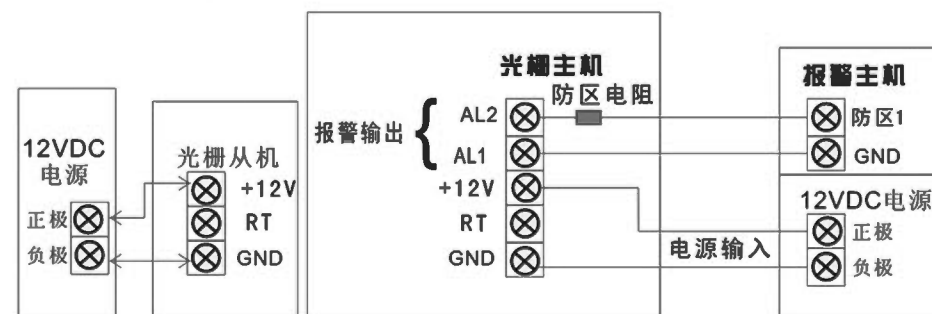 12VDC
电源
正极
负极
光栅从机
+12V
RT
GND
光栅主机
防区电阻
报警输出
AL2
AL1
+12V
RT
GND
电源输入
报警主机
防区1
GND
12VDC电源
正极
负极